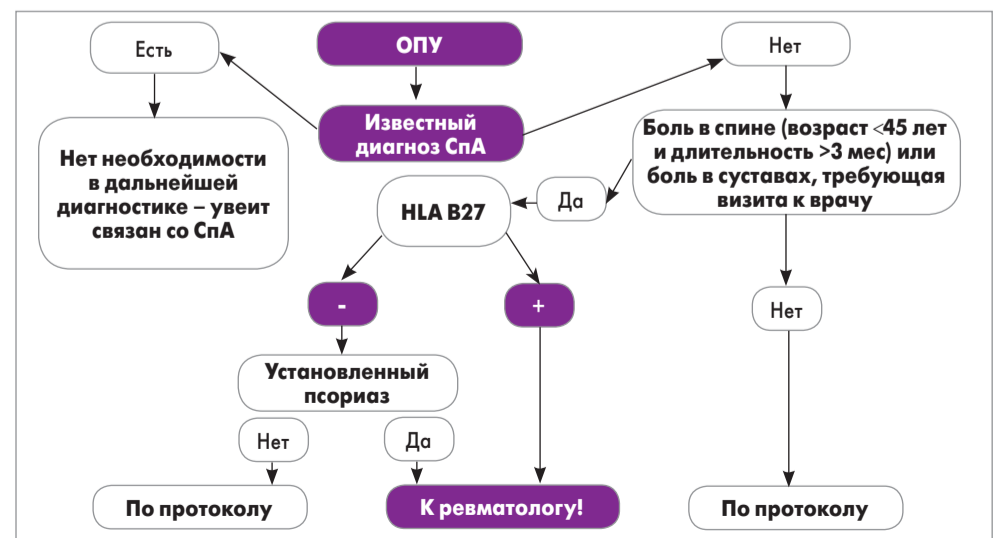 Есть
ОПУ
Нет
Известный
диагноз СпА
Нет необходимости
в дальнейшей
диагностике – увеит
связан со СпА
Боль в спине (возраст <45 лет
и длительность >3 мес) или
боль в суставах, требующая
визита к врачу
HLA B27
Да
-
+
Нет
Установленный
псориаз
Нет
Да
По протоколу
К ревматологу!
По протоколу